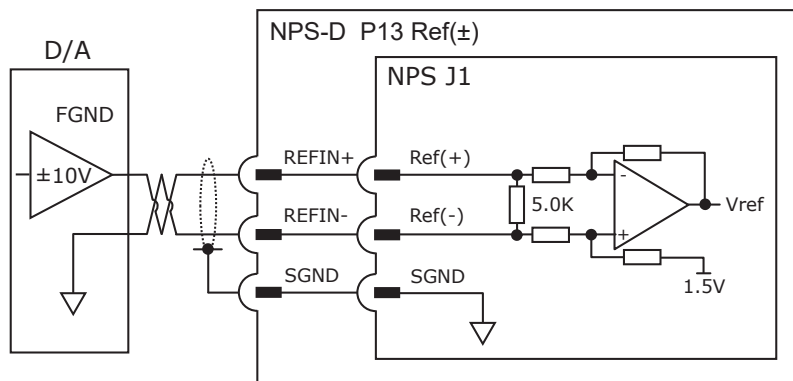 NPS-D P13 Ref(±)
D/A
NPS J1
FGND
±10V
REFIN+
Ref(+)
-
5.0K
Vref
REFIN-
Ref(-)
+
SGND
SGND
1.5V